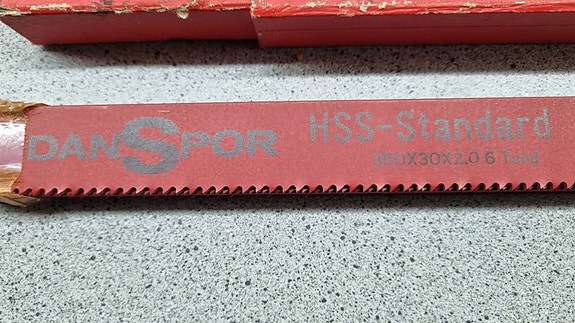 DANSPOR
HSS-Standard
350X30X2,0 6 Tand